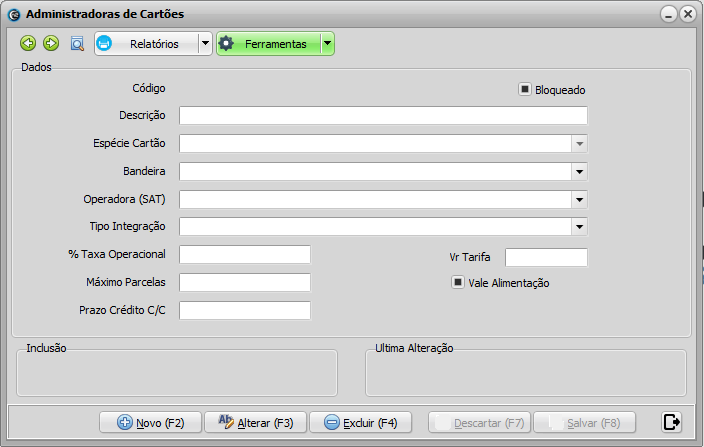 Administradoras de Cartões
Relatórios Ferramentas
Dados
Código Bloqueado
Descrição
Espécie Cartão
Bandeira
Operadora (SAT)
Tipo Integração
% Taxa Operacional Vr Tarifa
Máximo Parcelas Vale Alimentação
Prazo Crédito C/C
Inclusão Ultima Alteração
Novo (F2) Alterar (F3) Excluir (F4) Descartar (F7) Salvar (F8)